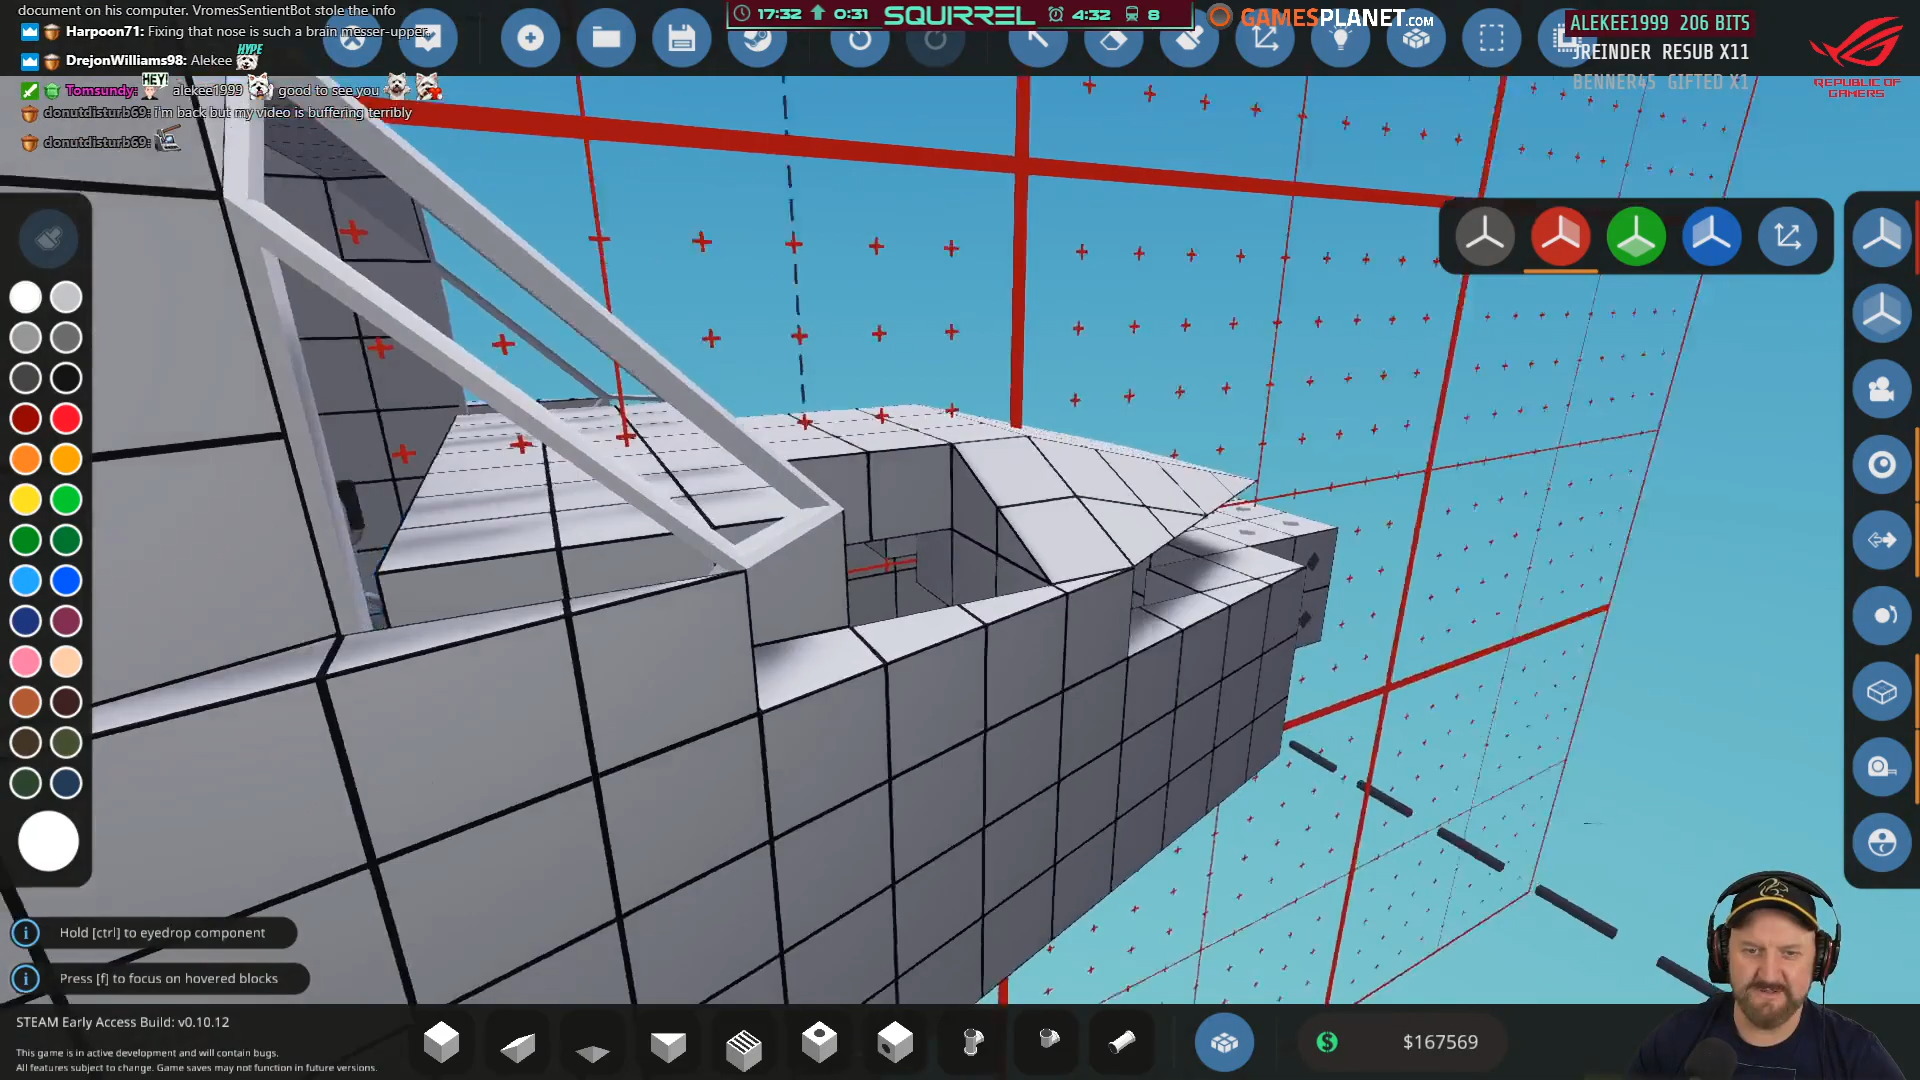 document on his computer. VromesSentientBot stole the info
Harpoon71: Fixing that nose is such a brain messer-upper.
HYPE
DrejonWilliams98: Alekee
HEY!
Tomsundy: alekee1999 good to see you
donutdisturb69: i'm back but my video is buffering terribly
donutdisturb69:
17:32 0:31 SQUIRREL 4:32 8
GAMESPLANET.COM
ALEKEE1999 206 BITS
JREINDER RESUB X11
BENNER45 GIFTED X1
REPUBLIC OF
GAMERS
Hold [ctrl] to eyedrop component
Press [f] to focus on hovered blocks
STEAM Early Access Build: v0.10.12
This game is in active development and will contain bugs.
All features subject to change. Game saves may not function in future versions.
$ $167569